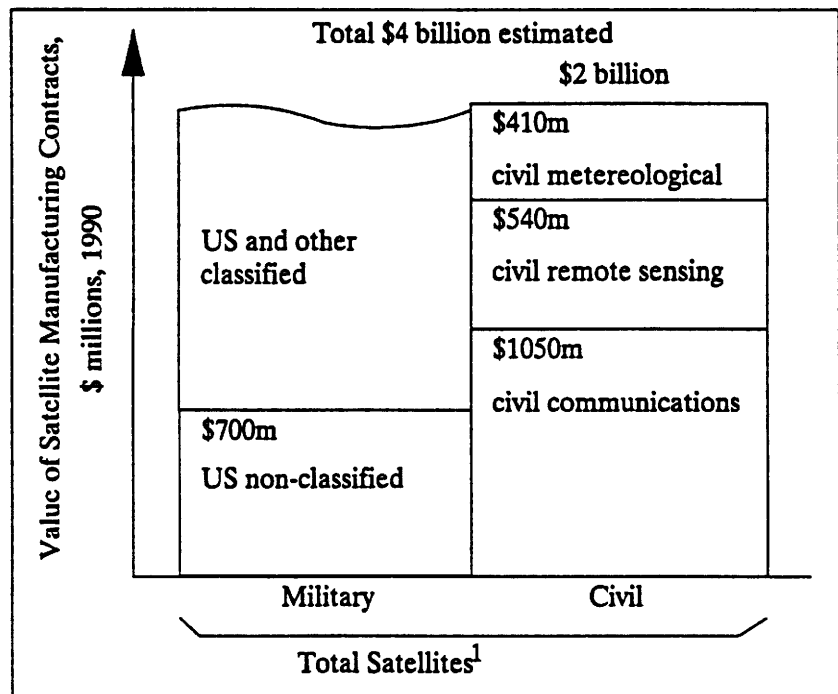 Total $4 billion estimated
$2 billion
Value of Satellite Manufacturing Contracts,
$ millions, 1990
US and other
classified
$700m
US non-classified
$410m
civil metereological
$540m
civil remote sensing
$1050m
civil communications
Military
Civil
Total Satellites1